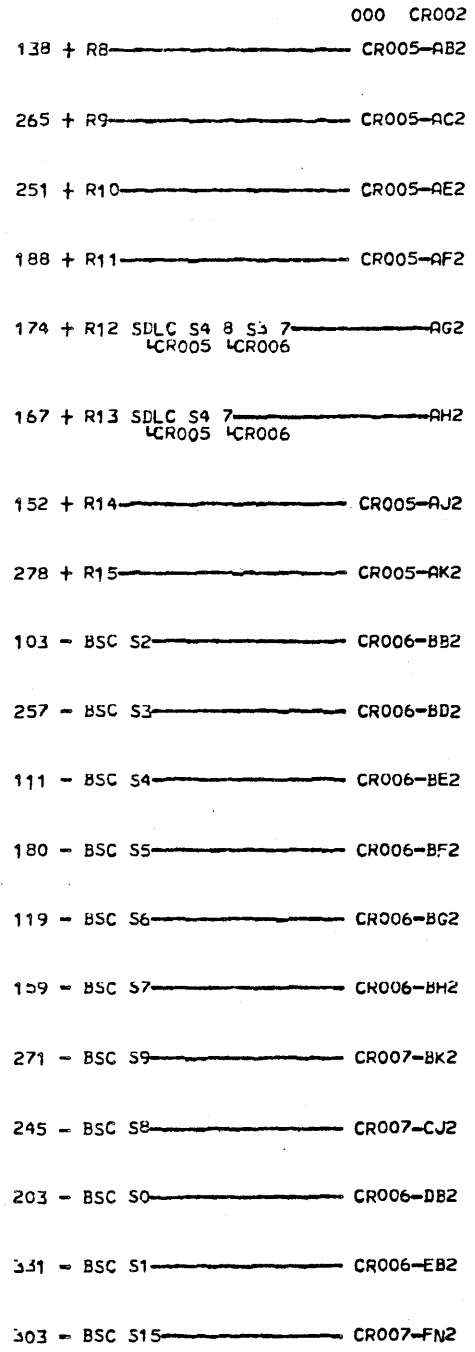 000 CR002
138 + R8 CR005-AB2
265 + R9 CR005-AC2
251 + R10 CR005-AE2
188 + R11 CR005-AF2
174 + R12 SDLC S4 8 S3 7 AG2
CR005 CR006
167 + R13 SDLC S4 7 AH2
CR005 CR006
152 + R14 CR005-AJ2
278 + R15 CR005-AK2
103 - BSC S2 CR006-BB2
257 - BSC S3 CR006-BD2
111 - BSC S4 CR006-BE2
180 - BSC S5 CR006-BF2
119 - BSC S6 CR006-BG2
159 - BSC S7 CR006-BH2
271 - BSC S9 CR007-BK2
245 - BSC S8 CR007-CJ2
203 - BSC S0 CR006-DB2
331 - BSC S1 CR006-EB2
303 - BSC S15 CR007-FN2